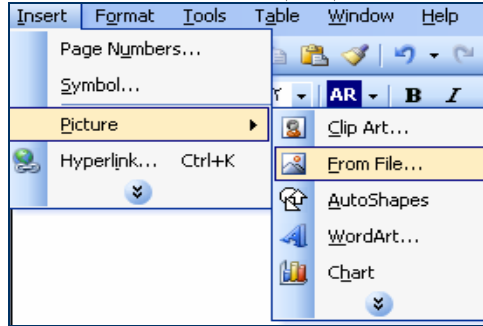 Insert Format Tools Table Window Help
Page Numbers...
Symbol...
AR B I
Picture
Clip Art...
Hyperlink... Ctrl+K
From File...
AutoShapes
WordArt...
Chart